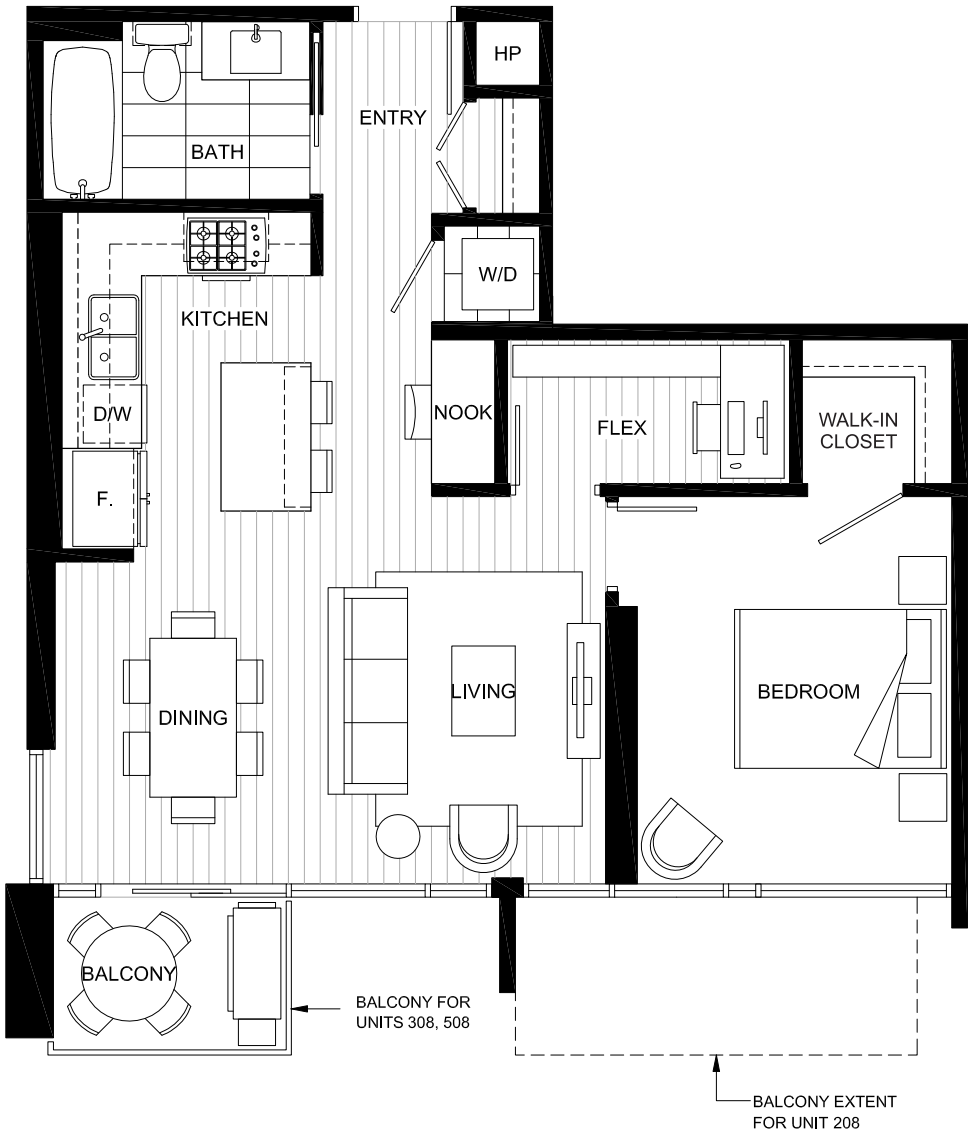 HP
ENTRY
BATH
W/D
KITCHEN
D/W
NOOK
FLEX
WALK-IN
CLOSET
F.
LIVING
BEDROOM
DINING
BALCONY
BALCONY FOR
UNITS 308, 508
BALCONY EXTENT
FOR UNIT 208